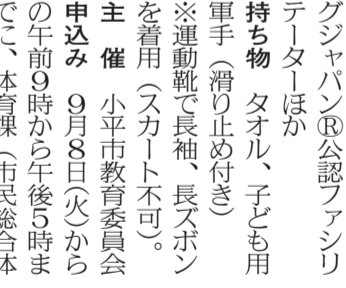 グジャパンⓇ公認ファシリ
テーターほか
持ち物　タオル、子ども用
軍手（滑り止め付き）
※運動靴で長袖、長ズボン
を着用（スカート不可）。
主　催　小平市教育委員会
申込み　９月８日㈫から
の午前９時から午後５時ま
でに、体育課（市民総合体